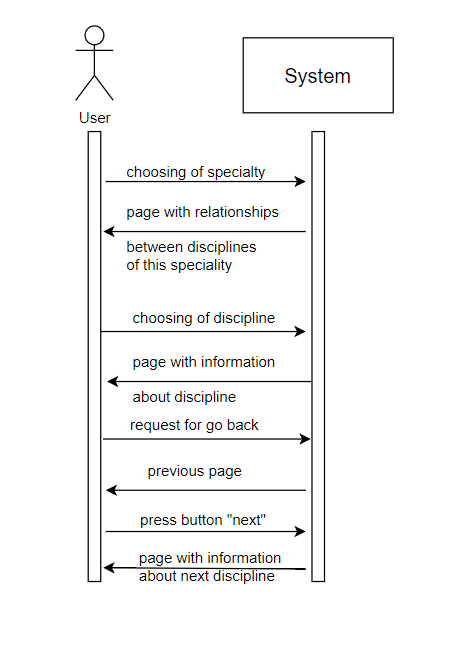 System
User
choosing of specialty
page with relationships
between disciplines
of this speciality
choosing of discipline
page with information
about discipline
request for go back
previous page
press button "next"
page with information
about next discipline